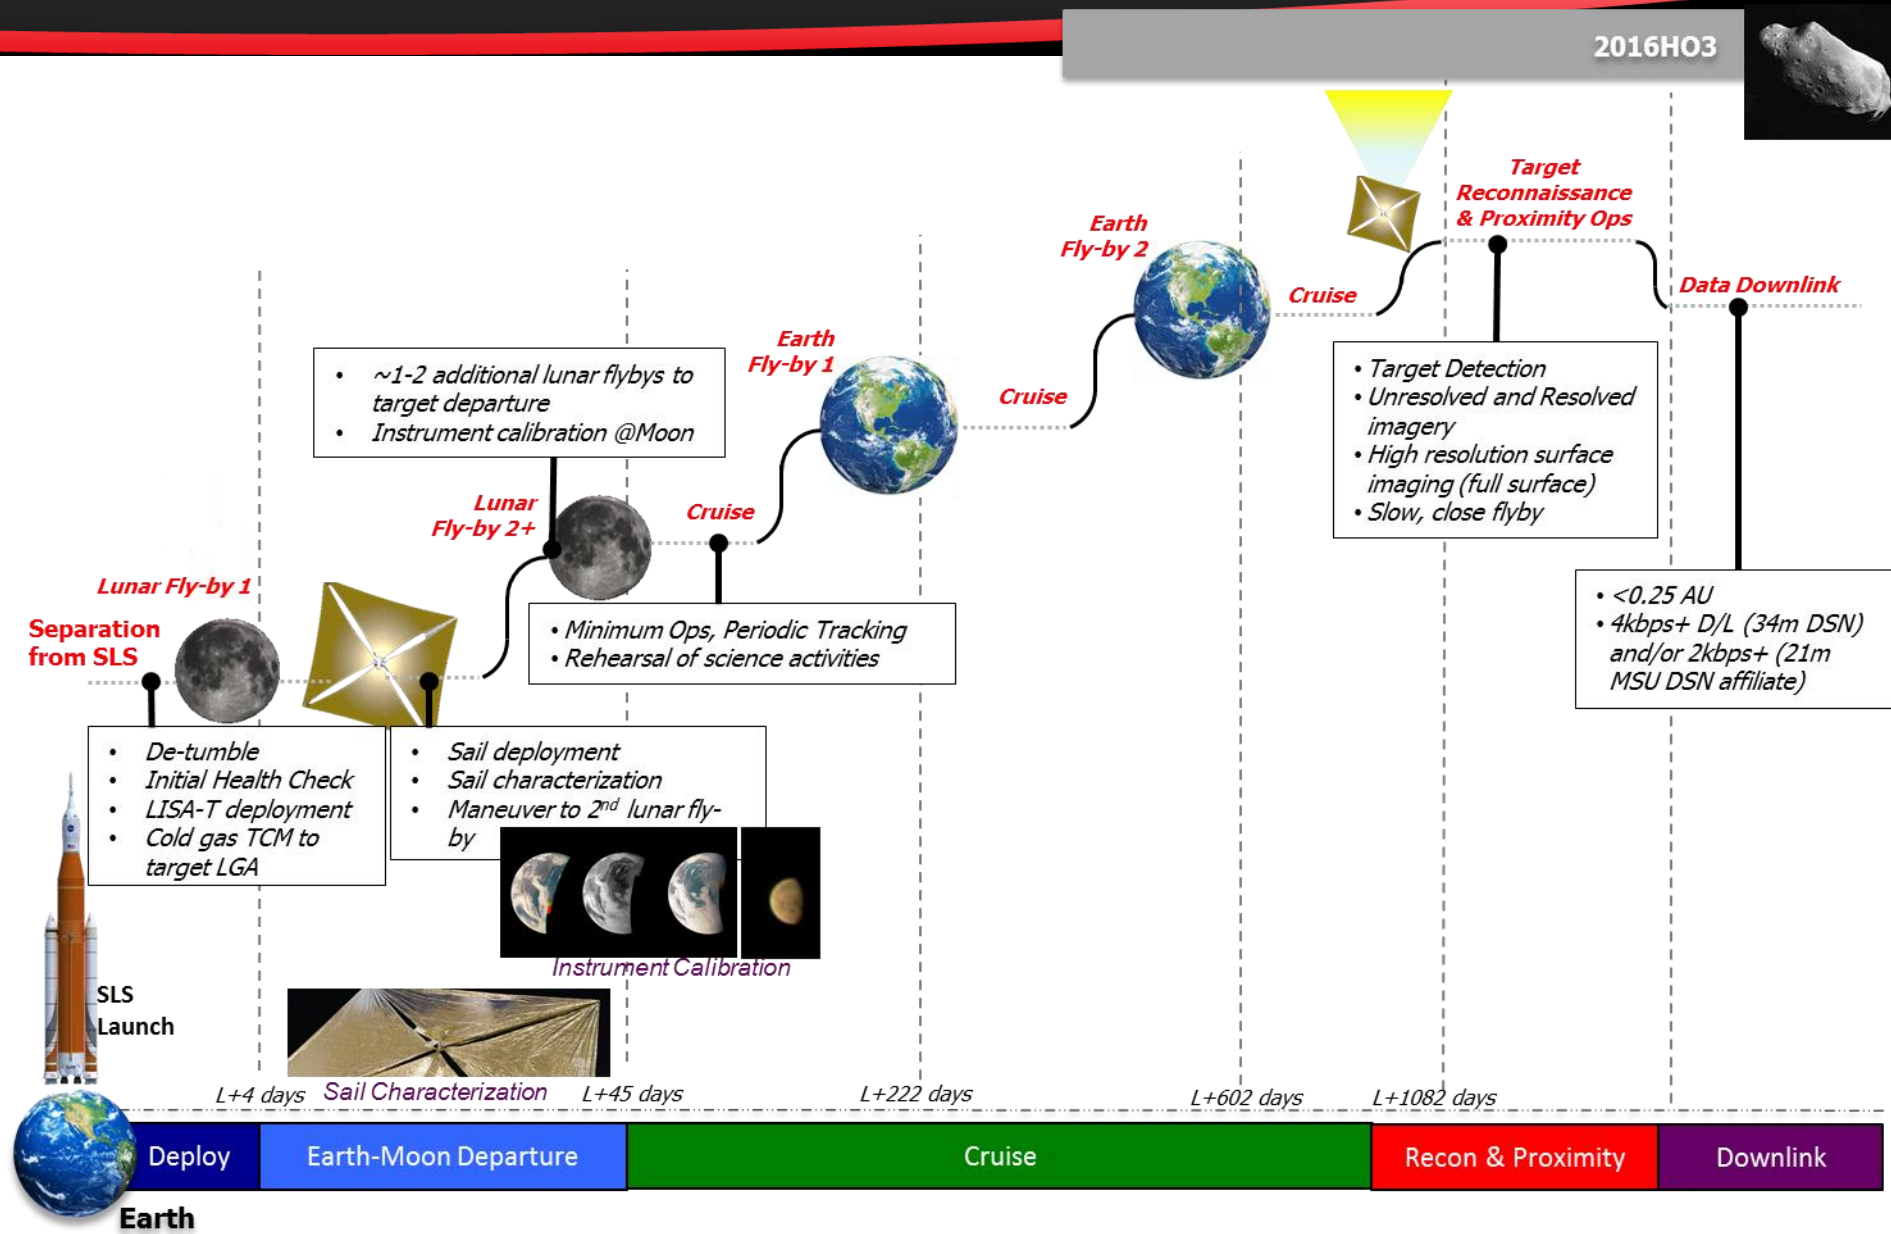 2016HO3
Target
Reconnaissance
& Proximity Ops
Earth
Fly-by 2
Cruise
Data Downlink
Earth
Fly-by 1
Cruise
• ~1-2 additional lunar flybys to
target departure
• Instrument calibration @Moon
• Target Detection
• Unresolved and Resolved
imagery
• High resolution surface
imaging (full surface)
• Slow, close flyby
Lunar
Fly-by 2+
Cruise
Lunar Fly-by 1
Separation
from SLS
• Minimum Ops, Periodic Tracking
• Rehearsal of science activities
• <0.25 AU
• 4kbps+ D/L (34m DSN)
and/or 2kbps+ (21m
MSU DSN affiliate)
• De-tumble
• Initial Health Check
• LISA-T deployment
• Cold gas TCM to
target LGA
• Sail deployment
• Sail characterization
• Maneuver to 2nd lunar fly-
by
Instrument Calibration
SLS
Launch
Sail Characterization
L+4 days
L+45 days
L+222 days
L+602 days
L+1082 days
Deploy
Earth-Moon Departure
Cruise
Recon & Proximity
Downlink
Earth